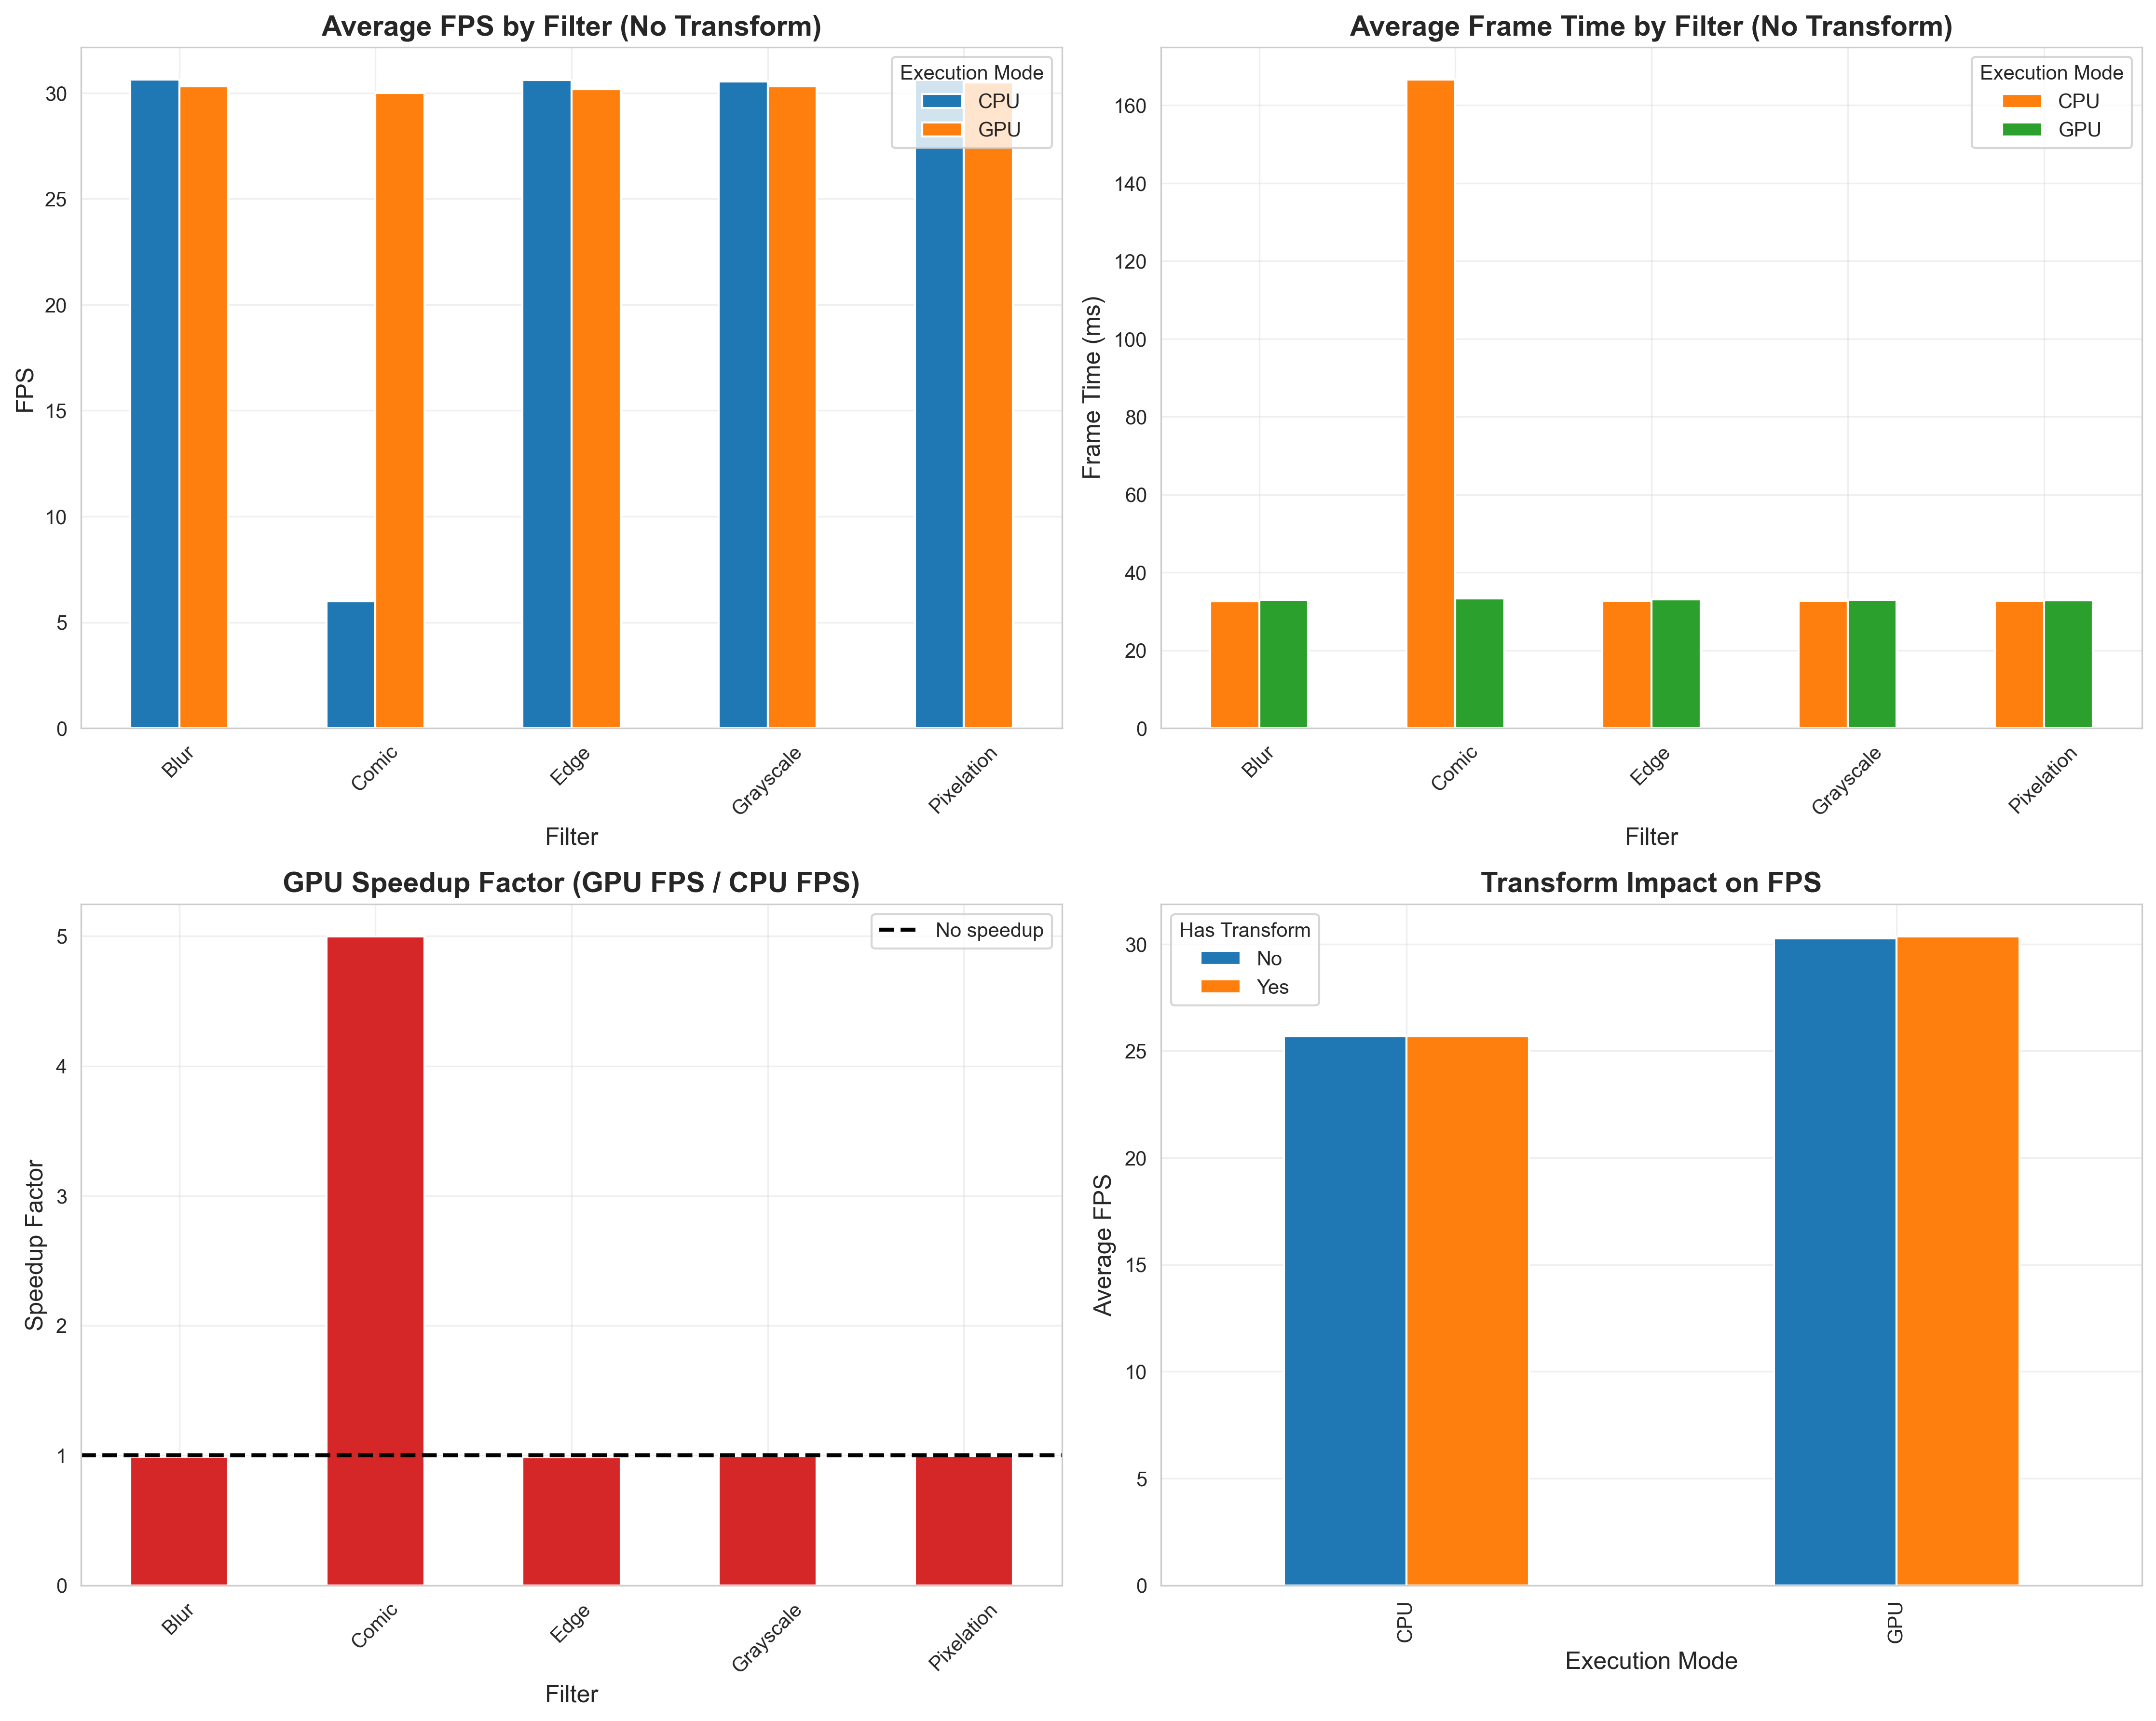 Average FPS by Filter (No Transform)
FPS
30
25
20
15
10
5
0
Execution Mode
CPU
GPU
Blur
Comic
Edge
Grayscale
Pixelation
Filter
Average Frame Time by Filter (No Transform)
Frame Time (ms)
160
140
120
100
80
60
40
20
0
Execution Mode
CPU
GPU
Blur
Comic
Edge
Grayscale
Pixelation
Filter
GPU Speedup Factor (GPU FPS / CPU FPS)
Speedup Factor
5
4
3
2
1
0
No speedup
Blur
Comic
Edge
Grayscale
Pixelation
Filter
Transform Impact on FPS
Average FPS
30
25
20
15
10
5
0
Has Transform
No
Yes
CPU
GPU
Execution Mode